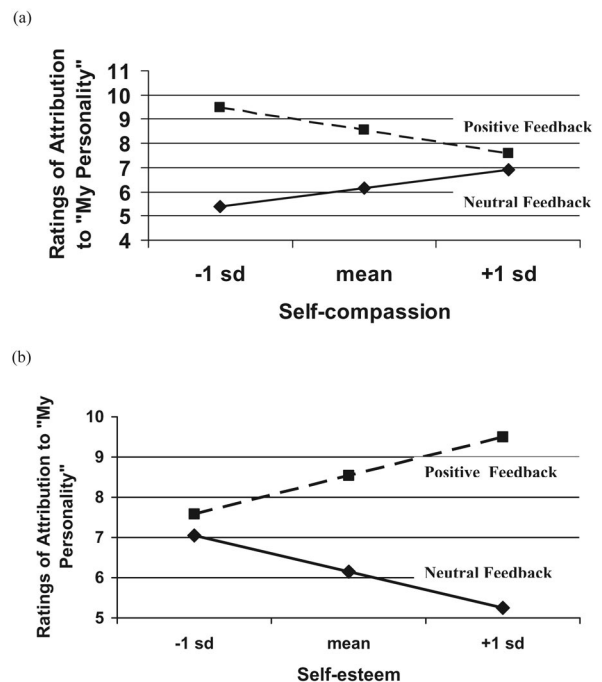 (a)
Ratings of Attribution
to "My Personality"
11
10
9
8
7
6
5
4
Positive Feedback
Neutral Feedback
-1 sd
mean
+1 sd
Self-compassion
(b)
Ratings of Attribution to "My
Personality"
10
9
8
7
6
5
Positive Feedback
Neutral Feedback
-1 sd
mean
+1 sd
Self-esteem